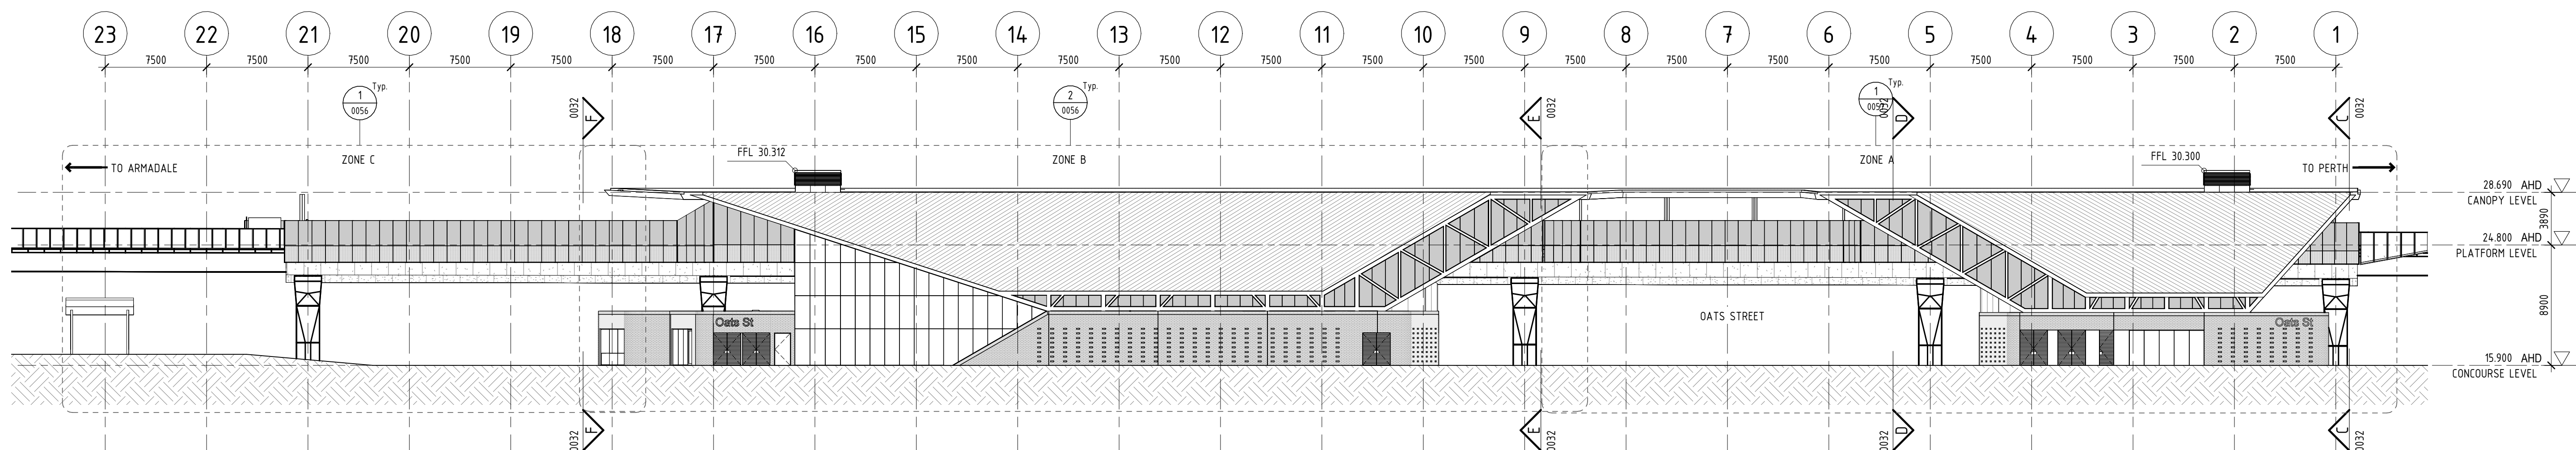 23 22 21 20 19 18 17 16 15 14 13 12 11 10 9 8 7 6 5 4 3 2 1
7500 7500 7500 7500 7500 7500 7500 7500 7500 7500 7500 7500 7500 7500 7500 7500 7500 7500 7500 7500 7500 7500
1 Typ.
0056
2 Typ.
0056
1 Typ.
0032 F
0032 E
0032 D
C 0032
ZONE C
ZONE B
ZONE A
TO ARMADALE
TO PERTH
FFL 30.312
FFL 30.300
28.690 AHD
CANOPY LEVEL
3890
24.800 AHD
PLATFORM LEVEL
8900
15.900 AHD
CONCOURSE LEVEL
Oats St
OATS STREET
Oats St
0032 F
0032 E
0032 D
C 0032